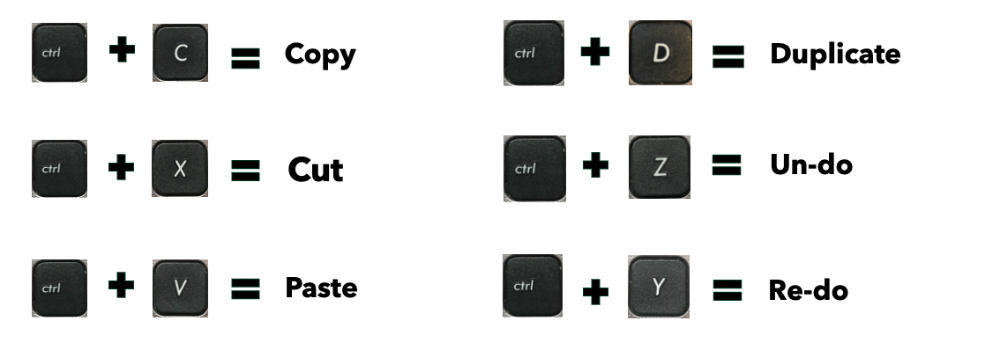 ctrl + C = Copy
ctrl + X = Cut
ctrl + V = Paste
ctrl + D = Duplicate
ctrl + Z = Un-do
ctrl + Y = Re-do